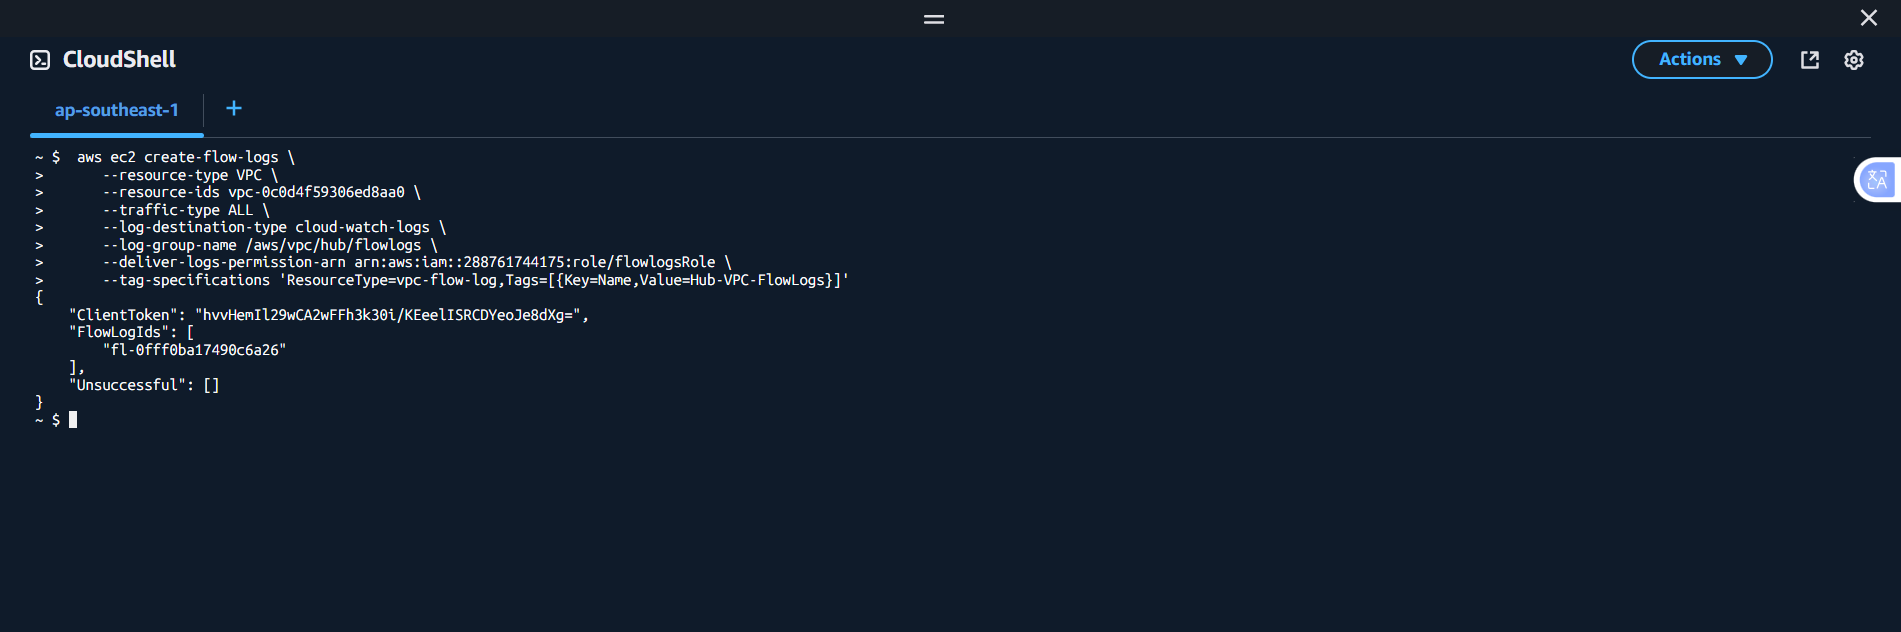 CloudShell
Actions ▼
ap-southeast-1
+
~ $  aws ec2 create-flow-logs \
>       --resource-type VPC \
>       --resource-ids vpc-0c0d4f59306ed8aa0 \
>       --traffic-type ALL \
>       --log-destination-type cloud-watch-logs \
>       --log-group-name /aws/vpc/hub/flowlogs \
>       --deliver-logs-permission-arn arn:aws:iam::288761744175:role/flowlogsRole \
>       --tag-specifications 'ResourceType=vpc-flow-log,Tags=[{Key=Name,Value=Hub-VPC-FlowLogs}]'
{
    "ClientToken": "hvvHemIl29wCA2wFFh3k30i/KEeelISRCDYeoJe8dXg=",
    "FlowLogIds": [
        "fl-0fff0ba17490c6a26"
    ],
    "Unsuccessful": []
}
~ $